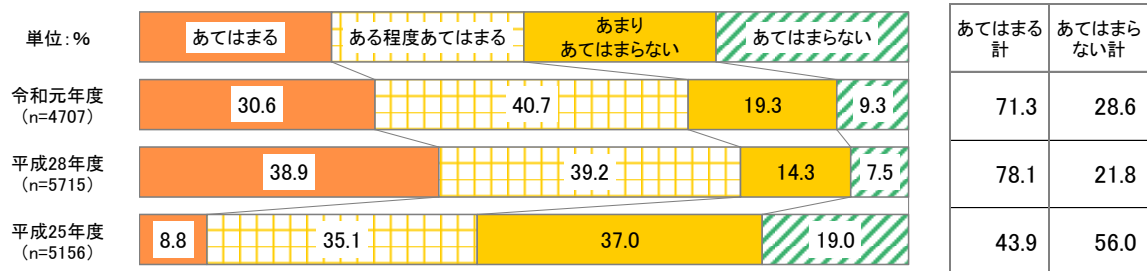 単位:% あてはまる ある程度あてはまる あまり あてはまらない あてはまらない
あてはまる計 あてはまらない計
令和元年度
(n=4707)
30.6 40.7 19.3 9.3 71.3 28.6
平成28年度
(n=5715)
38.9 39.2 14.3 7.5 78.1 21.8
平成25年度
(n=5156)
8.8 35.1 37.0 19.0 43.9 56.0